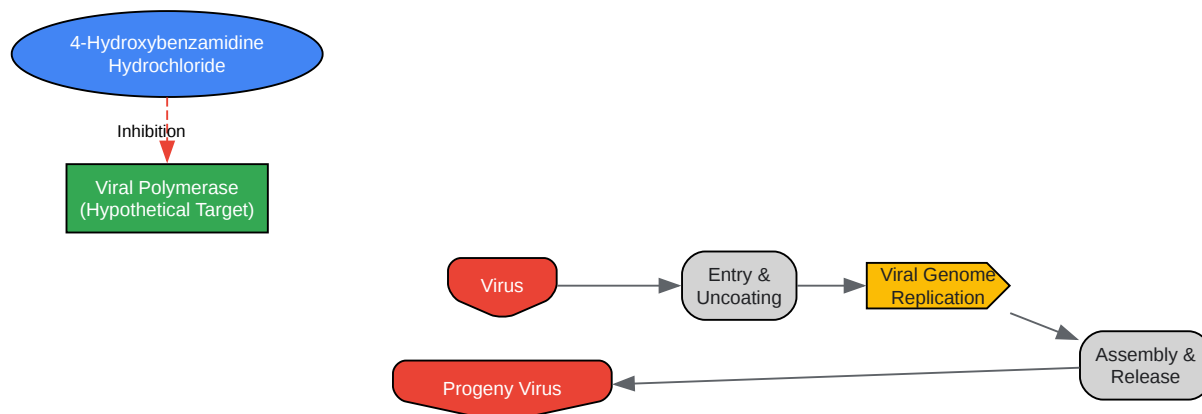 4-Hydroxybenzamidine
Hydrochloride
Inhibition
Viral Polymerase
(Hypothetical Target)
Virus
Entry &
Uncoating
Viral Genome
Replication
Assembly &
Release
Progeny Virus